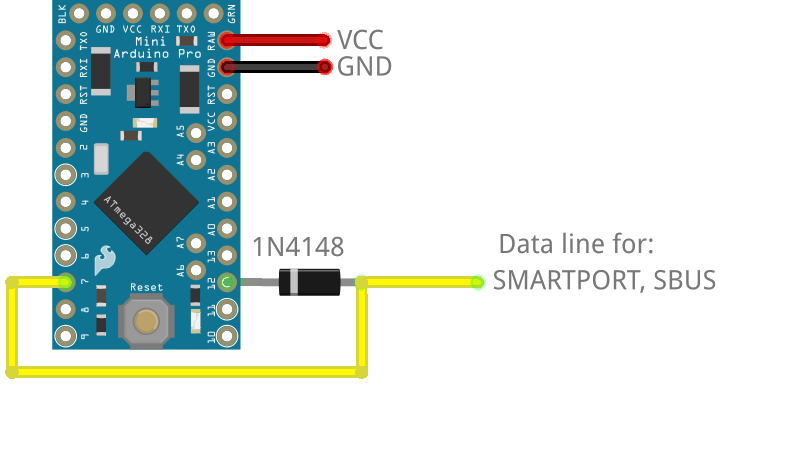 BLK
GND VCC RXI TXO
GRN
Mini
Arduino Pro
TXO
RXI
RST
GND
2
3
4
5
6
7
8
9
RAW
GND
RST
VCC
A3
A2
A1
A0
13
12
11
10
A5
A4
A7
A6
ATmega328
Reset
VCC
GND
1N4148
Data line for:
SMARTPORT, SBUS